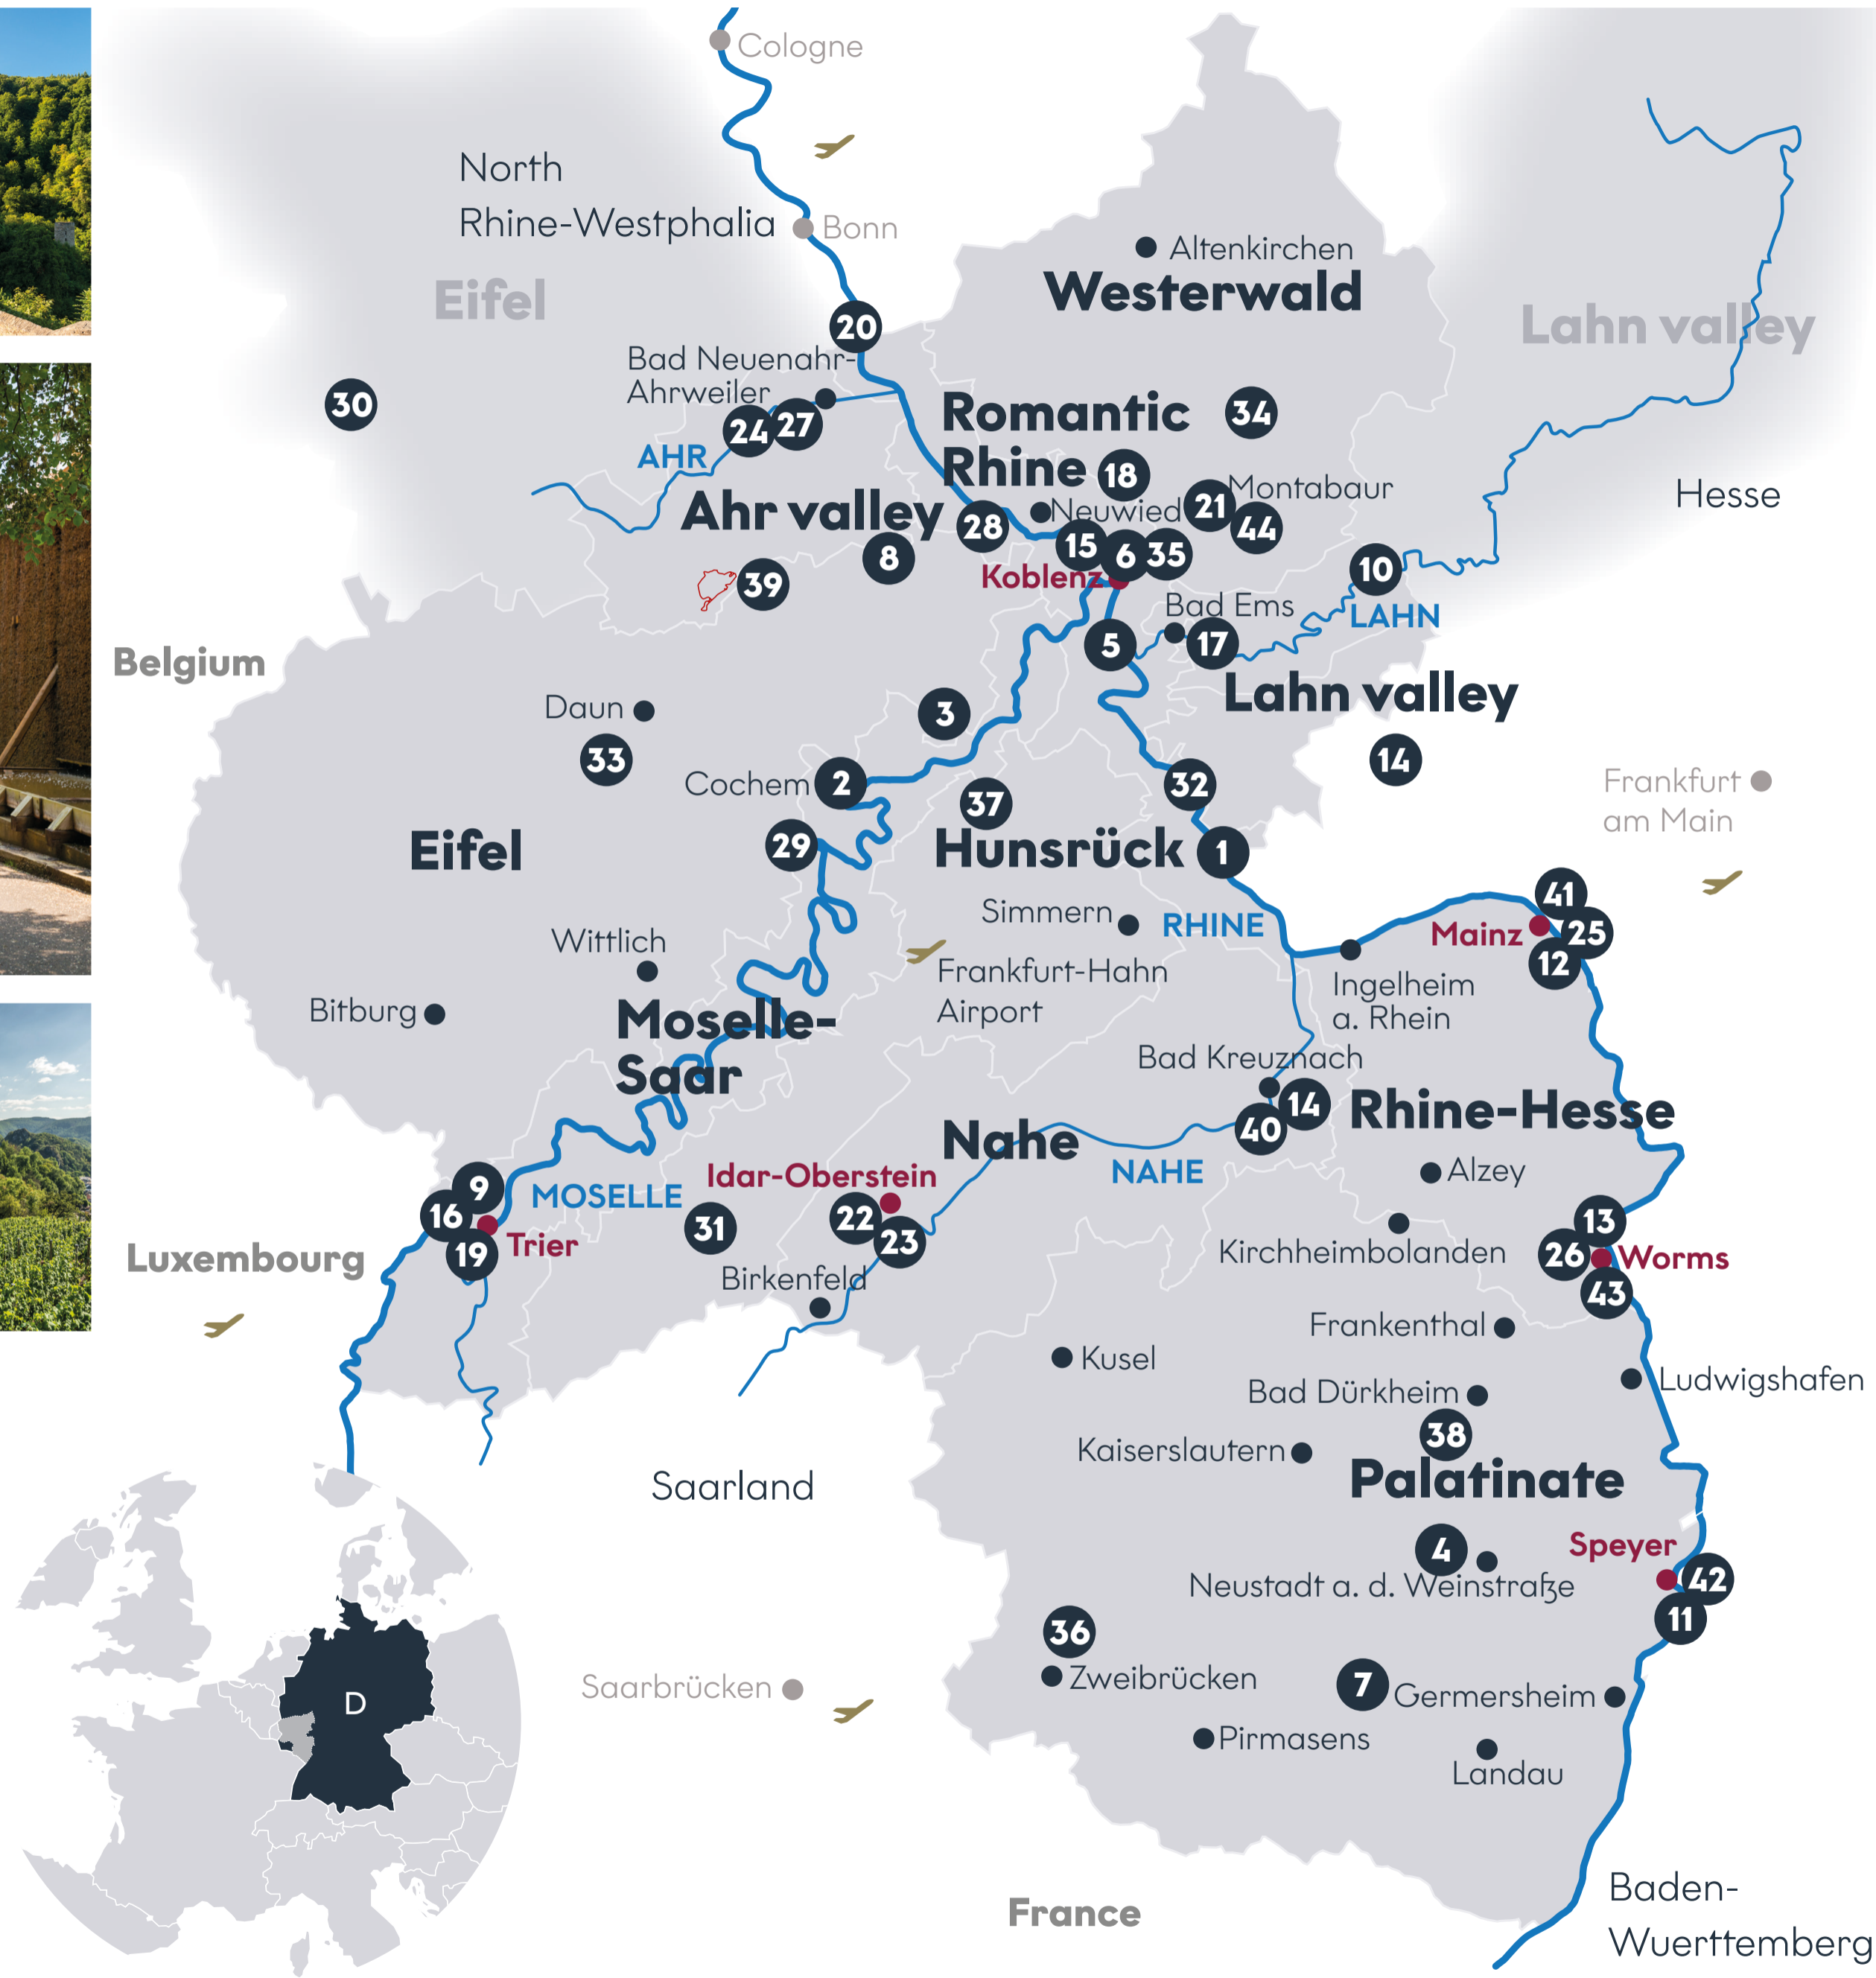 Cologne
North
Rhine-Westphalia
Bonn
Altenkirchen
Westerwald
Eifel
Lahn valley
20
Bad Neuenahr-
Ahrweiler
30
24
27
AHR
Romantic
Rhine
34
18
Montabaur
Hesse
Ahr valley
28
Neuwied
21
44
8
15
6
35
10
39
Koblenz
Bad Ems
LAHN
Belgium
5
17
Lahn valley
Daun
3
33
14
Cochem
2
32
Frankfurt
am Main
37
Eifel
29
Hunsrück
1
41
Simmern
RHINE
Mainz
25
Wittlich
12
Frankfurt-Hahn
Airport
Ingelheim
a. Rhein
Bitburg
Moselle-
Saar
Bad Kreuznach
14
Rhine-Hesse
40
Nahe
NAHE
Alzey
9
MOSELLE
Idar-Oberstein
16
31
22
13
19
Trier
23
Kirchheimbolanden
26
Worms
Luxembourg
Birkenfeld
43
Frankenthal
Kusel
Ludwigshafen
Bad Dürkheim
38
Kaiserslautern
Saarland
Palatinate
4
Speyer
42
Neustadt a. d. Weinstraße
11
36
D
Saarbrücken
Zweibrücken
7
Germersheim
Pirmasens
Landau
France
Baden-
Wuerttemberg